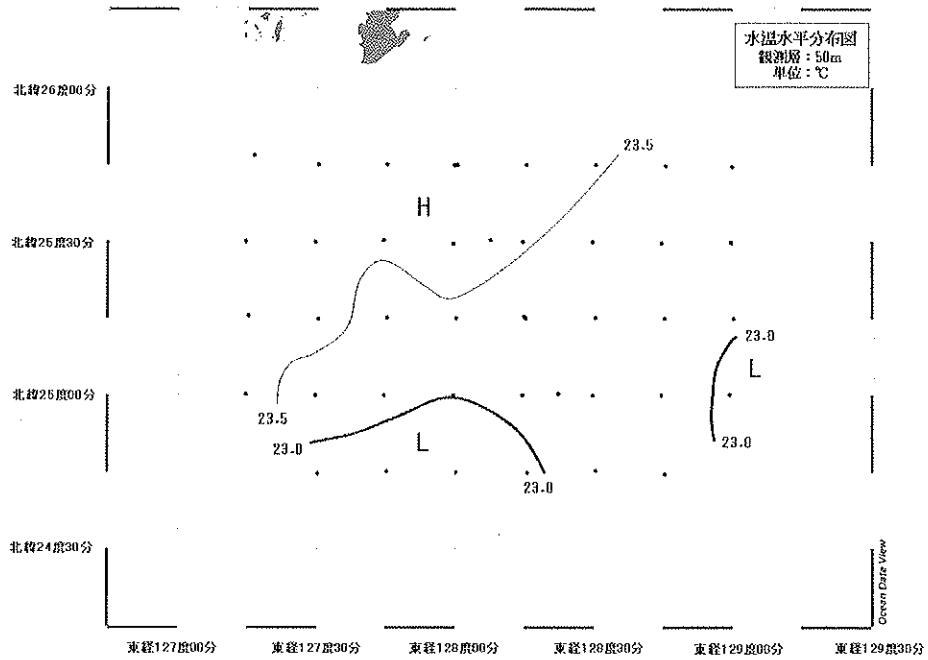 水温水平分布図
観測層：50m
単位：℃
北緯26度00分
23.5
H
北緯25度30分
23.0
L
北緯25度00分
23.5
23.0
L
23.0
23.0
北緯24度30分
Ocean Data View
東経127度00分
東経127度30分
東経128度00分
東経128度30分
東経129度00分
東経129度30分